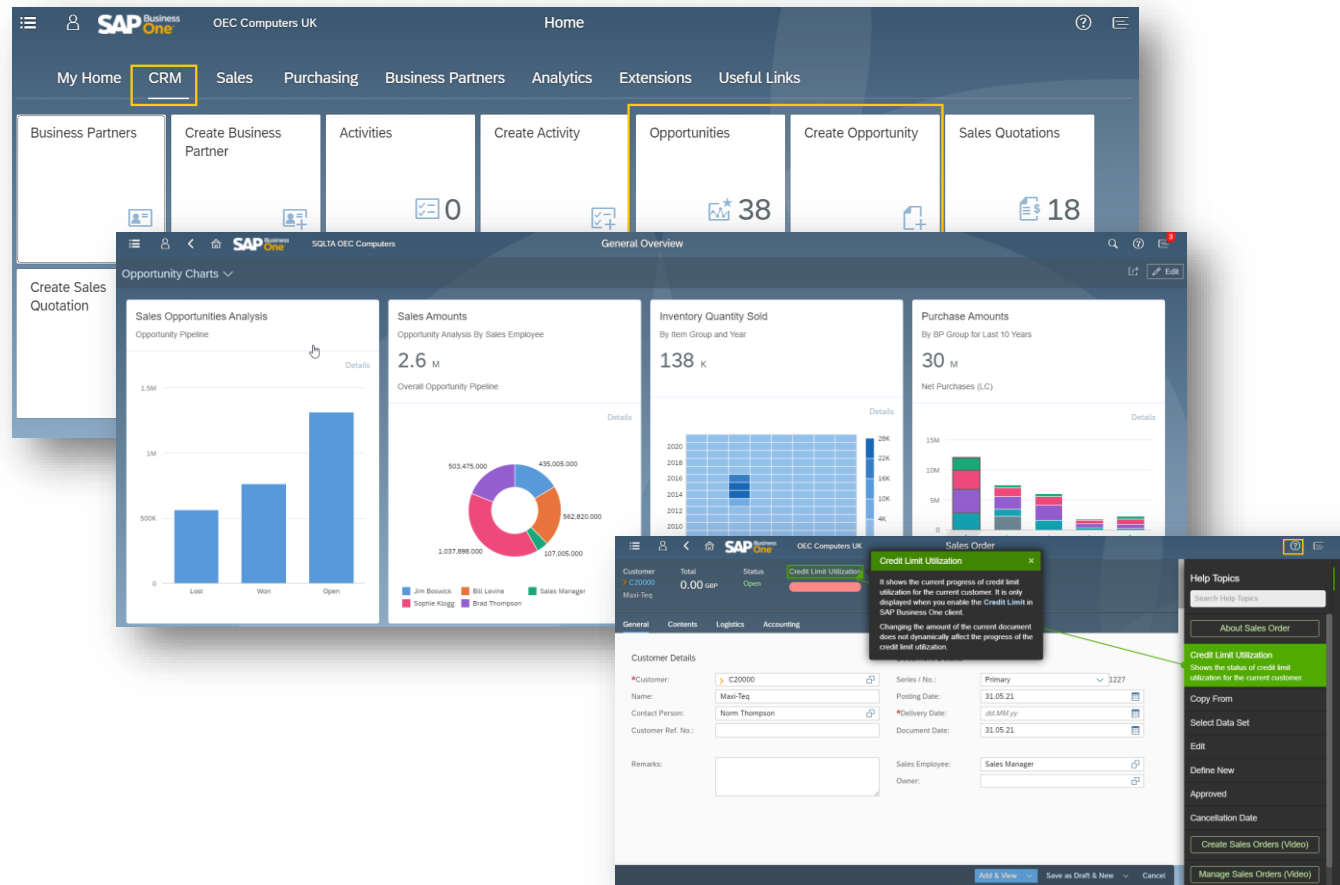 SAP Business One
OEC Computers UK
Home
My Home
CRM
Sales
Purchasing
Business Partners
Analytics
Extensions
Useful Links
Business Partners
Create Business
Partner
Activities
0
Create Activity
Opportunities
38
Create Opportunity
Sales Quotations
18
Create Sales
Quotation
SAP Business One
SQLTA OEC Computers
General Overview
3
Opportunity Charts
Edit
Sales Opportunities Analysis
Opportunity Pipeline
Details
1.5M
1M
500K
0
Lost
Won
Open
Sales Amounts
Opportunity Analysis By Sales Employee
2.6 M
Overall Opportunity Pipeline
Details
503,475.000
435,005.000
562,820.000
107,005.000
1,037,898.000
Jim Boswick
Bill Levine
Sales Manager
Sophie Klogg
Brad Thompson
Inventory Quantity Sold
By Item Group and Year
138 K
Details
2020
2018
2016
2014
2012
2010
28K
22K
16K
10K
4K
Purchase Amounts
By BP Group for Last 10 Years
30 M
Net Purchases (LC)
Details
15M
10M
5M
0
SAP Business One
OEC Computers UK
Sales Order
Customer
C20000
Maxi-Teq
Total
0.00 GBP
Status
Open
Credit Limit Utilization
Credit Limit Utilization
×
It shows the current progress of credit limit
utilization for the current customer. It is only
displayed when you enable the Credit Limit in
SAP Business One client.
Changing the amount of the current document
does not dynamically affect the progress of the
credit limit utilization.
General
Contents
Logistics
Accounting
Customer Details
*Customer:
C20000
Name:
Maxi-Teq
Contact Person:
Norm Thompson
Customer Ref. No.:
Remarks:
Series / No.:
Primary
1227
Posting Date:
31.05.21
*Delivery Date:
dd.MM.yy
Document Date:
31.05.21
Sales Employee:
Sales Manager
Owner:
Add & View
Save as Draft & New
Cancel
Help Topics
Search Help Topics
About Sales Order
Credit Limit Utilization
Shows the status of credit limit
utilization for the current customer.
Copy From
Select Data Set
Edit
Define New
Approved
Cancellation Date
Create Sales Orders (Video)
Manage Sales Orders (Video)